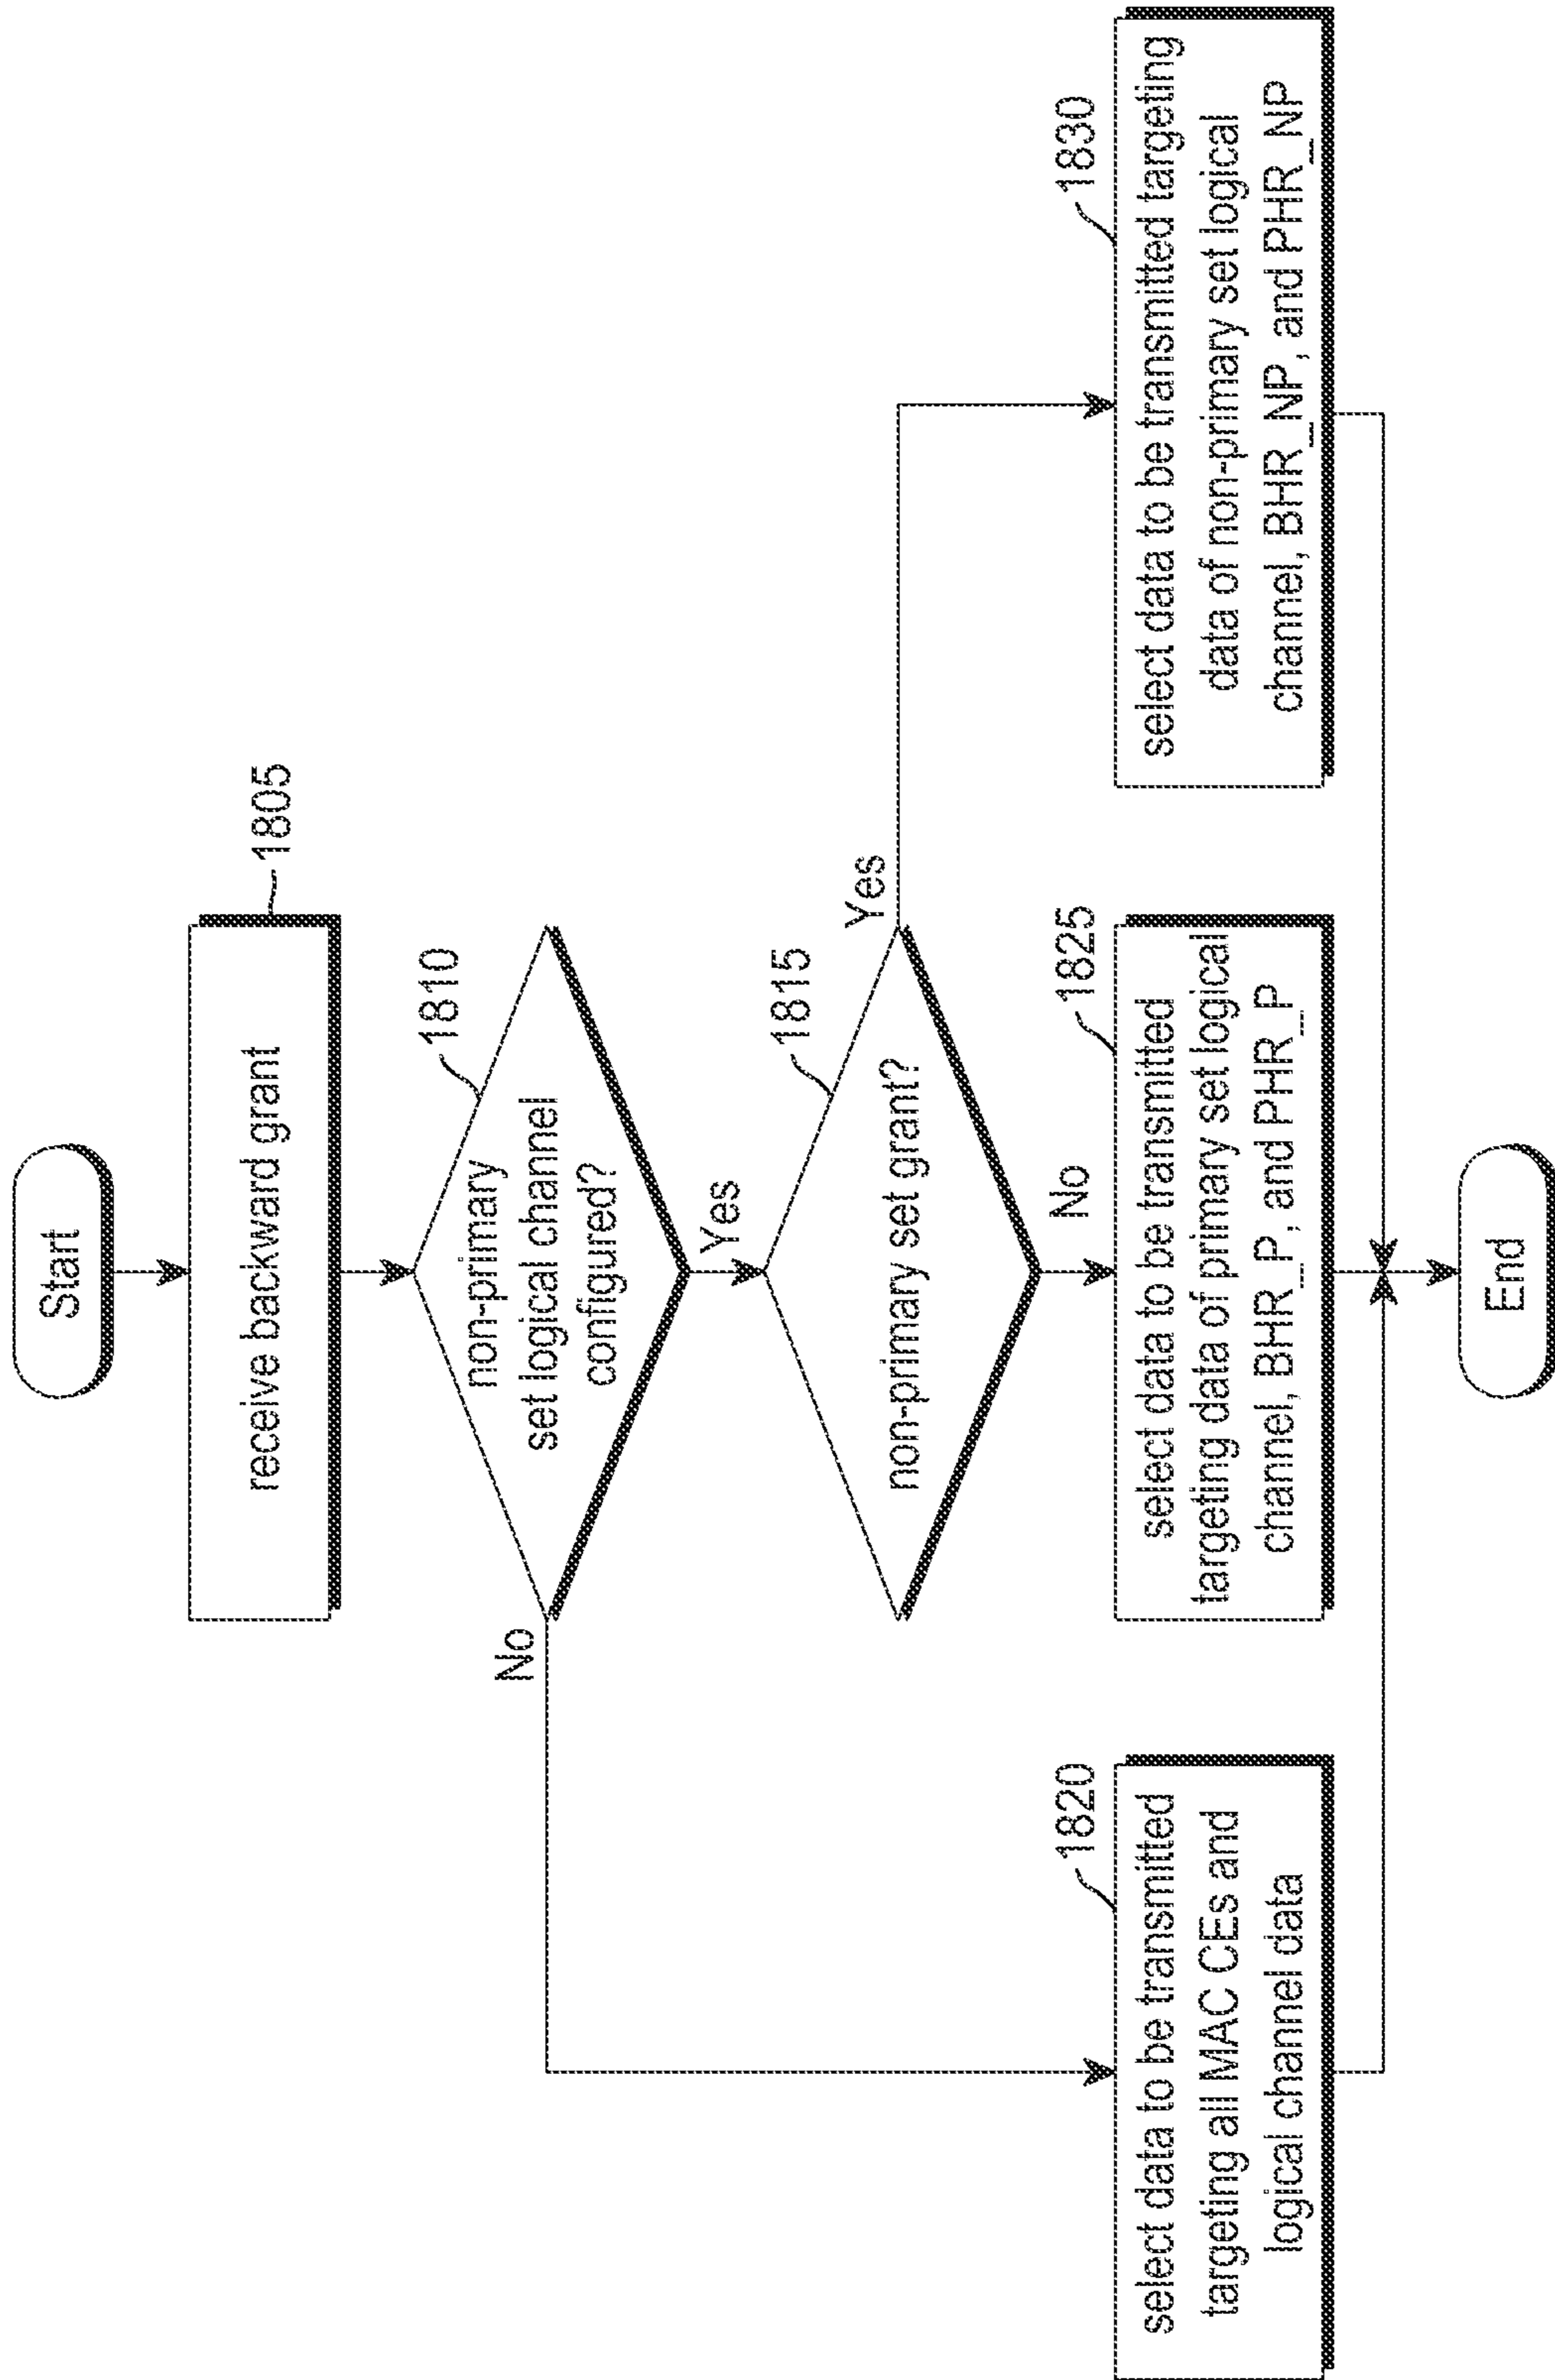 Start
receive backward grant
1805
non-primary
set logical channel
configured?
1810
No
Yes
non-primary set grant?
1815
Yes
No
select data to be transmitted
targeting all MAC CEs and
logical channel data
1820
select data to be transmitted
targeting data of primary set logical
channel, BHR_P, and PHR_P
1825
select data to be transmitted targeting
data of non-primary set logical
channel, BHR_NP, and PHR_NP
1830
End